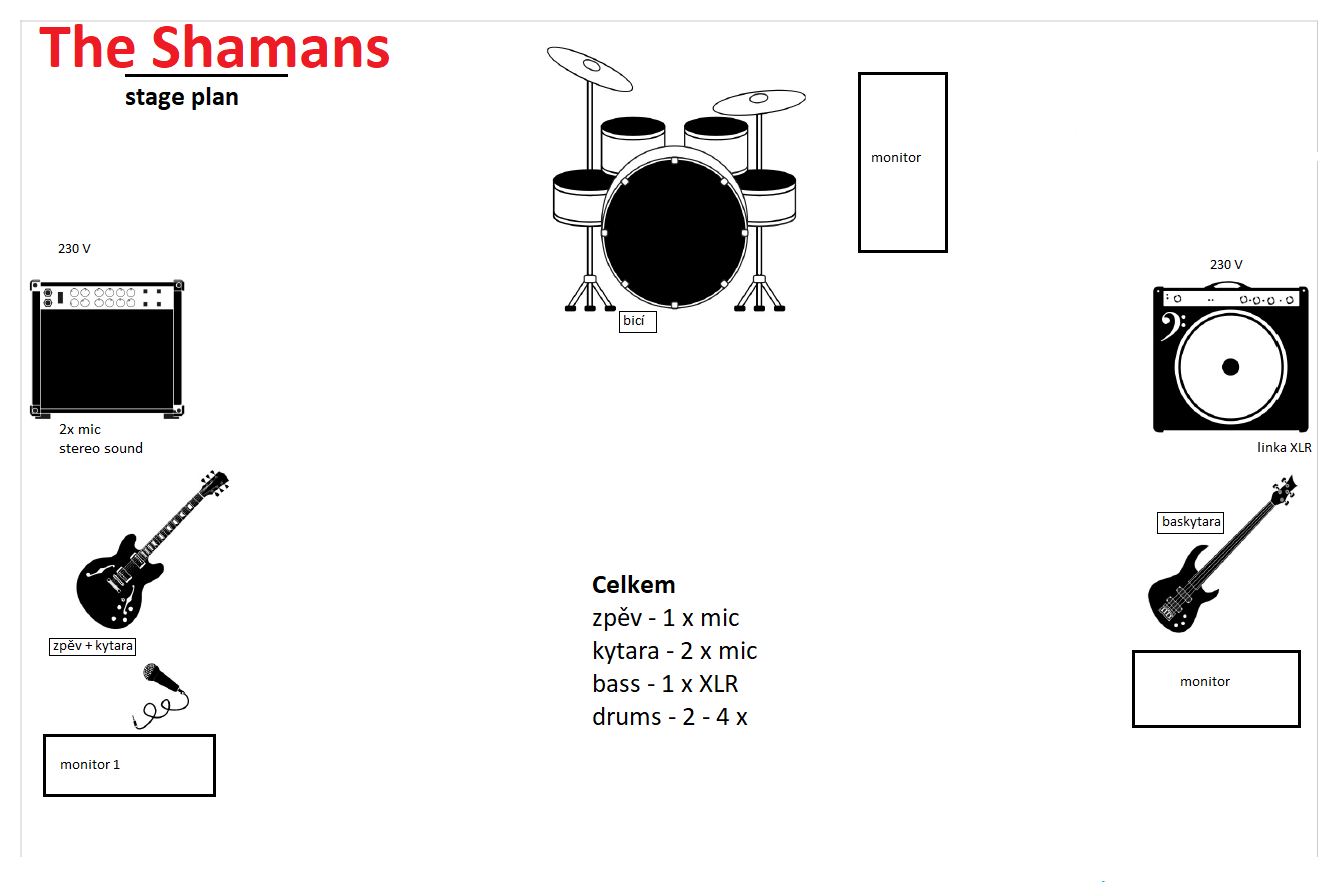 The Shamans
stage plan
monitor
230 V
230 V
bicí
2x mic
stereo sound
linka XLR
baskytara
Celkem
zpěv - 1 x mic
kytara - 2 x mic
bass - 1 x XLR
drums - 2 - 4 x
zpěv + kytara
monitor
monitor 1